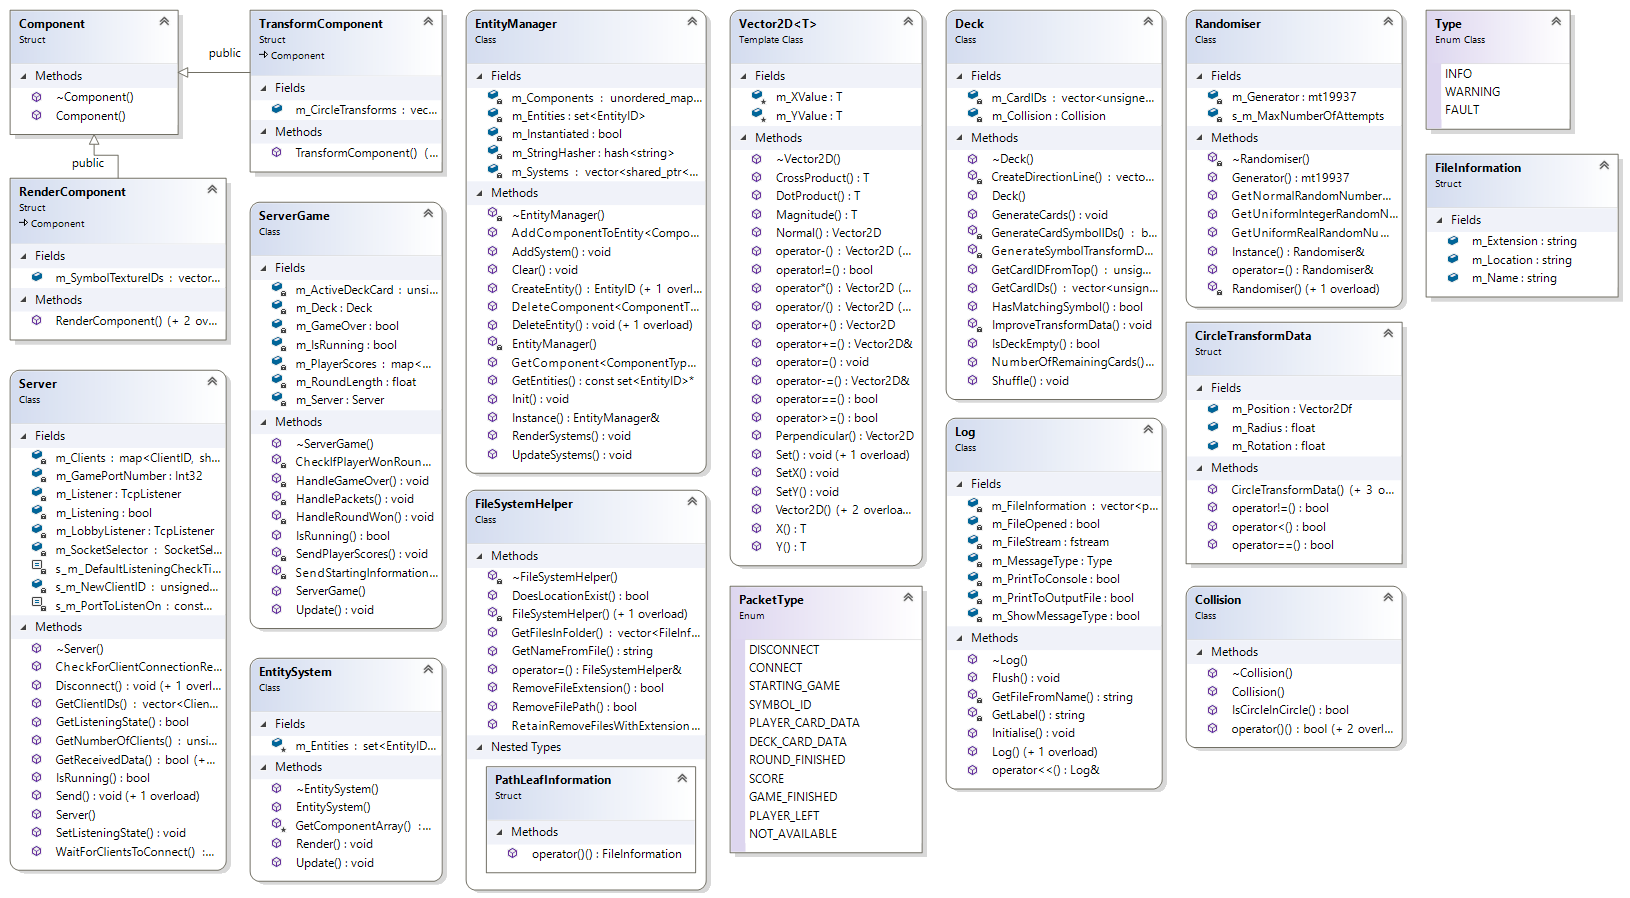 Component
Struct
Methods
~Component()
Component()
public
public
TransformComponent
Struct
Component
Fields
m_CircleTransforms : vec...
Methods
TransformComponent() (...
RenderComponent
Struct
Component
Fields
m_SymbolTextureIDs : vector...
Methods
RenderComponent() (+ 2 ov...
Server
Class
Fields
m_Clients : map<ClientID, sh...
m_GamePortNumber : Int32
m_Listener : TcpListener
m_Listening : bool
m_LobbyListener : TcpListener
m_SocketSelector : SocketSel...
s_m_DefaultListeningCheckTi...
s_m_NewClientID : unsigned...
s_m_PortToListenOn : const...
Methods
~Server()
CheckForClientConnectionRe...
Disconnect() : void (+ 1 overl...
GetClientIDs() : vector<Clien...
GetListeningState() : bool
GetNumberOfClients() : unsi...
GetReceivedData() : bool (+...
IsRunning() : bool
Send() : void (+ 1 overload)
Server()
SetListeningState() : void
WaitForClientsToConnect() :...
ServerGame
Class
Fields
m_ActiveDeckCard : unsi...
m_Deck : Deck
m_GameOver : bool
m_IsRunning : bool
m_PlayerScores : map<...
m_RoundLength : float
m_Server : Server
Methods
~ServerGame()
CheckIfPlayerWonRoun...
HandleGameOver() : void
HandlePackets() : void
HandleRoundWon() : void
IsRunning() : bool
SendPlayerScores() : void
SendStartingInformation...
ServerGame()
Update() : void
EntitySystem
Class
Fields
m_Entities : set<EntityID...
Methods
~EntitySystem()
EntitySystem()
GetComponentArray() :...
Render() : void
Update() : void
EntityManager
Class
Fields
m_Components : unordered_map...
m_Entities : set<EntityID>
m_Instantiated : bool
m_StringHasher : hash<string>
m_Systems : vector<shared_ptr<...
Methods
~EntityManager()
AddComponentToEntity<Compo...
AddSystem() : void
Clear() : void
CreateEntity() : EntityID (+ 1 overl...
DeleteComponent<ComponentT...
DeleteEntity() : void (+ 1 overload)
EntityManager()
GetComponent<ComponentTyp...
GetEntities() : const set<EntityID>*
Init() : void
Instance() : EntityManager&
RenderSystems() : void
UpdateSystems() : void
FileSystemHelper
Class
Methods
~FileSystemHelper()
DoesLocationExist() : bool
FileSystemHelper() (+ 1 overload)
GetFilesInFolder() : vector<FileInf...
GetNameFromFile() : string
operator=() : FileSystemHelper&
RemoveFileExtension() : bool
RemoveFilePath() : bool
RetainRemoveFilesWithExtension...
Nested Types
PathLeafInformation
Struct
Methods
operator()() : FileInformation
Vector2D<T>
Template Class
Fields
m_XValue : T
m_YValue : T
Methods
~Vector2D()
CrossProduct() : T
DotProduct() : T
Magnitude() : T
Normal() : Vector2D
operator-() : Vector2D (...
operator!=() : bool
operator*() : Vector2D (...
operator/() : Vector2D (...
operator+() : Vector2D
operator+=() : Vector2D&
operator=() : void
operator-=() : Vector2D&
operator==() : bool
operator>=() : bool
Perpendicular() : Vector2D
Set() : void (+ 1 overload)
SetX() : void
SetY() : void
Vector2D() (+ 2 overloa...
X() : T
Y() : T
PacketType
Enum
DISCONNECT
CONNECT
STARTING_GAME
SYMBOL_ID
PLAYER_CARD_DATA
DECK_CARD_DATA
ROUND_FINISHED
SCORE
GAME_FINISHED
PLAYER_LEFT
NOT_AVAILABLE
Deck
Class
Fields
m_CardIDs : vector<unsigne...
m_Collision : Collision
Methods
~Deck()
CreateDirectionLine() : vecto...
Deck()
GenerateCards() : void
GenerateCardSymbolIDs() : b...
GenerateSymbolTransformD...
GetCardIDFromTop() : unsig...
GetCardIDs() : vector<unsign...
HasMatchingSymbol() : bool
ImproveTransformData() : void
IsDeckEmpty() : bool
NumberOfRemainingCards()...
Shuffle() : void
Log
Class
Fields
m_FileInformation : vector<p...
m_FileOpened : bool
m_FileStream : fstream
m_MessageType : Type
m_PrintToConsole : bool
m_PrintToOutputFile : bool
m_ShowMessageType : bool
Methods
~Log()
Flush() : void
GetFileFromName() : string
GetLabel() : string
Initialise() : void
Log() (+ 1 overload)
operator<<() : Log&
Randomiser
Class
Fields
m_Generator : mt19937
s_m_MaxNumberOfAttempts
Methods
~Randomiser()
Generator() : mt19937
GetNormalRandomNumber...
GetUniformIntegerRandomN...
GetUniformRealRandomNu...
Instance() : Randomiser&
operator=() : Randomiser&
Randomiser() (+ 1 overload)
CircleTransformData
Struct
Fields
m_Position : Vector2Df
m_Radius : float
m_Rotation : float
Methods
CircleTransformData() (+ 3 o...
operator!=() : bool
operator<() : bool
operator==() : bool
Collision
Class
Methods
~Collision()
Collision()
IsCircleInCircle() : bool
operator()() : bool (+ 2 overl...
Type
Enum Class
INFO
WARNING
FAULT
FileInformation
Struct
Fields
m_Extension : string
m_Location : string
m_Name : string